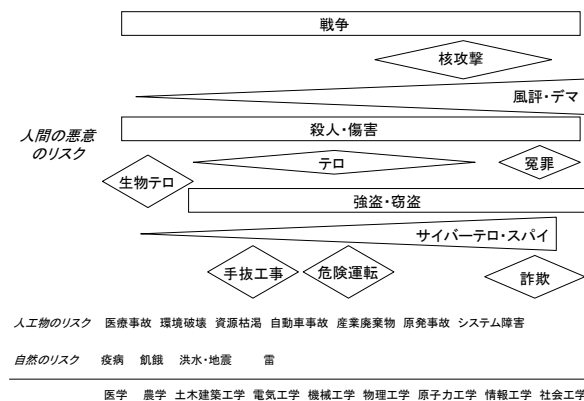 戦争
核攻撃
風評・デマ
人間の悪意
のリスク
殺人・傷害
テロ
冤罪
生物テロ
強盗・窃盗
サイバーテロ・スパイ
手抜工事
危険運転
詐欺
人工物のリスク 医療事故 環境破壊 資源枯渇 自動車事故 産業廃棄物 原発事故 システム障害
自然のリスク 疫病 飢餓 洪水・地震 雷
医学 農学 土木建築工学 電気工学 機械工学 物理工学 原子力工学 情報工学 社会工学